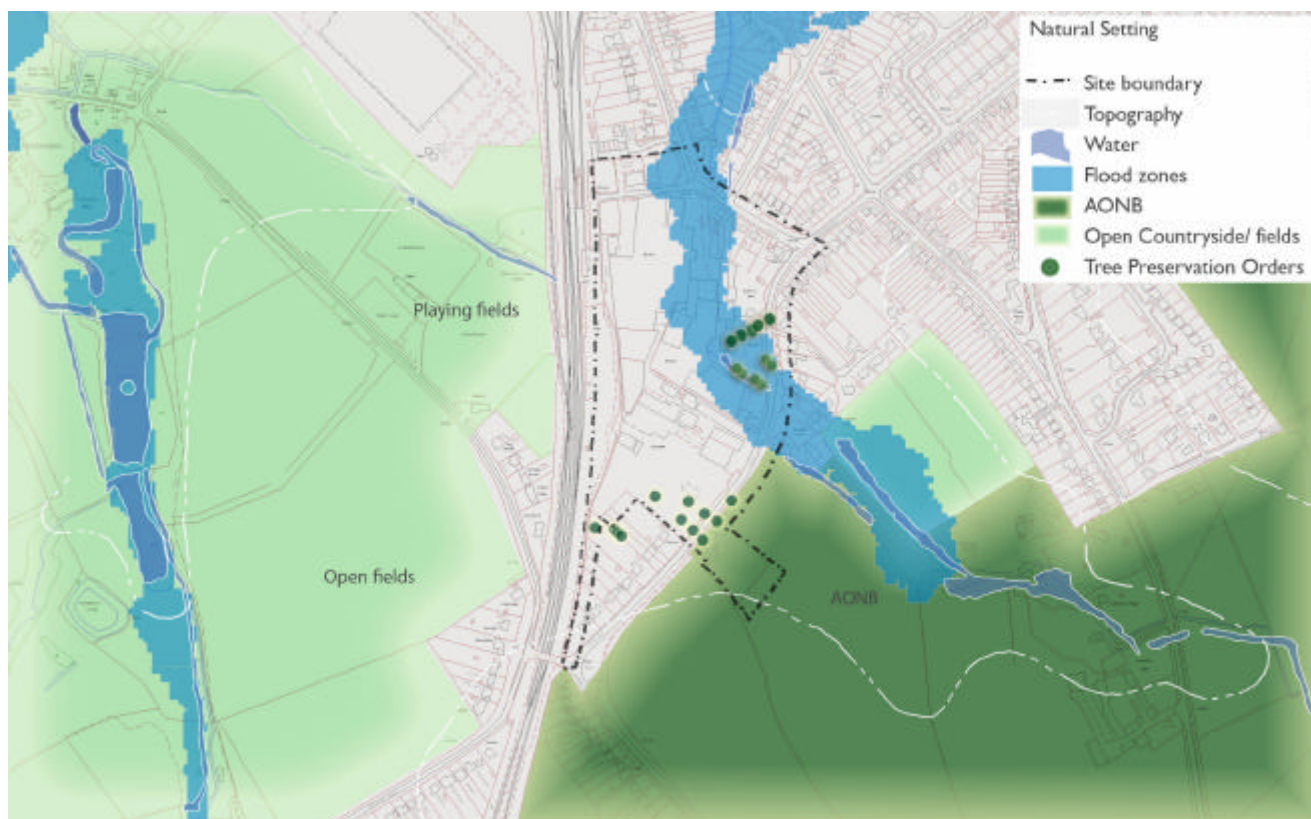 Natural Setting
Site boundary
Topography
Water
Flood zones
AONB
Open Countryside/ fields
Tree Preservation Orders
Playing fields
Open fields
AONB